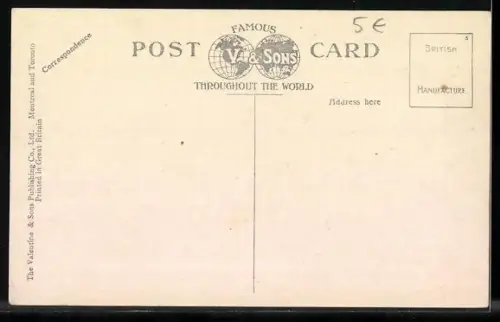 FAMOUS
5€
POST CARD
V. & SONS
THROUGHOUT THE WORLD
BRITISH
MANUFACTURE
Correspondence
Address here
The Valentine & Sons Publishing Co., Ltd. Montreal and Toronto
Printed in Great Britain